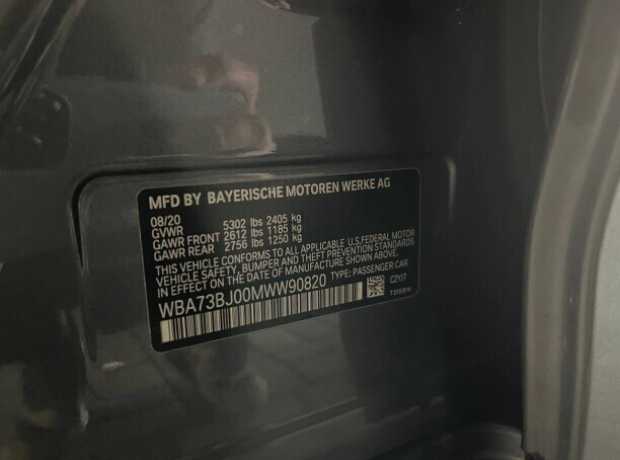 MFD BY BAYERISCHE MOTOREN WERKE AG
08/20
GVWR 5302 lbs 2405 kg
GAWR FRONT 2612 lbs 1185 kg
GAWR REAR 2756 lbs 1250 kg
THIS VEHICLE CONFORMS TO ALL APPLICABLE U.S.FEDERAL MOTOR
VEHICLE SAFETY, BUMPER AND THEFT PREVENTION STANDARDS
IN EFFECT ON THE DATE OF MANUFACTURE SHOWN ABOVE.
WBA73BJ00MWW90820 TYPE: PASSENGER CAR